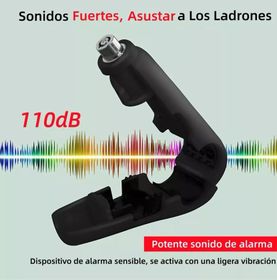 Sonidos Fuertes, Asustar a Los Ladrones
110dB
Potente sonido de alarma
Dispositivo de alarma sensible, se activa con una ligera vibración